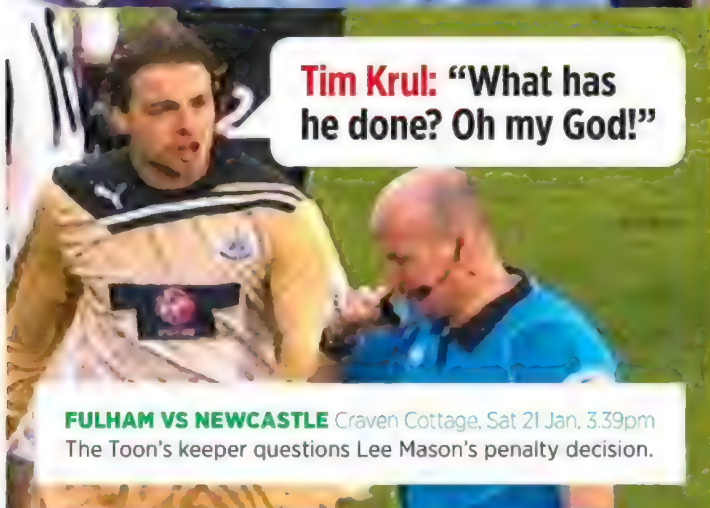 Tim Krul: “What has
he done? Oh my God!”
FULHAM VS NEWCASTLE Craven Cottage, Sat 21 Jan, 3.39pm
The Toon’s keeper questions Lee Mason’s penalty decision.